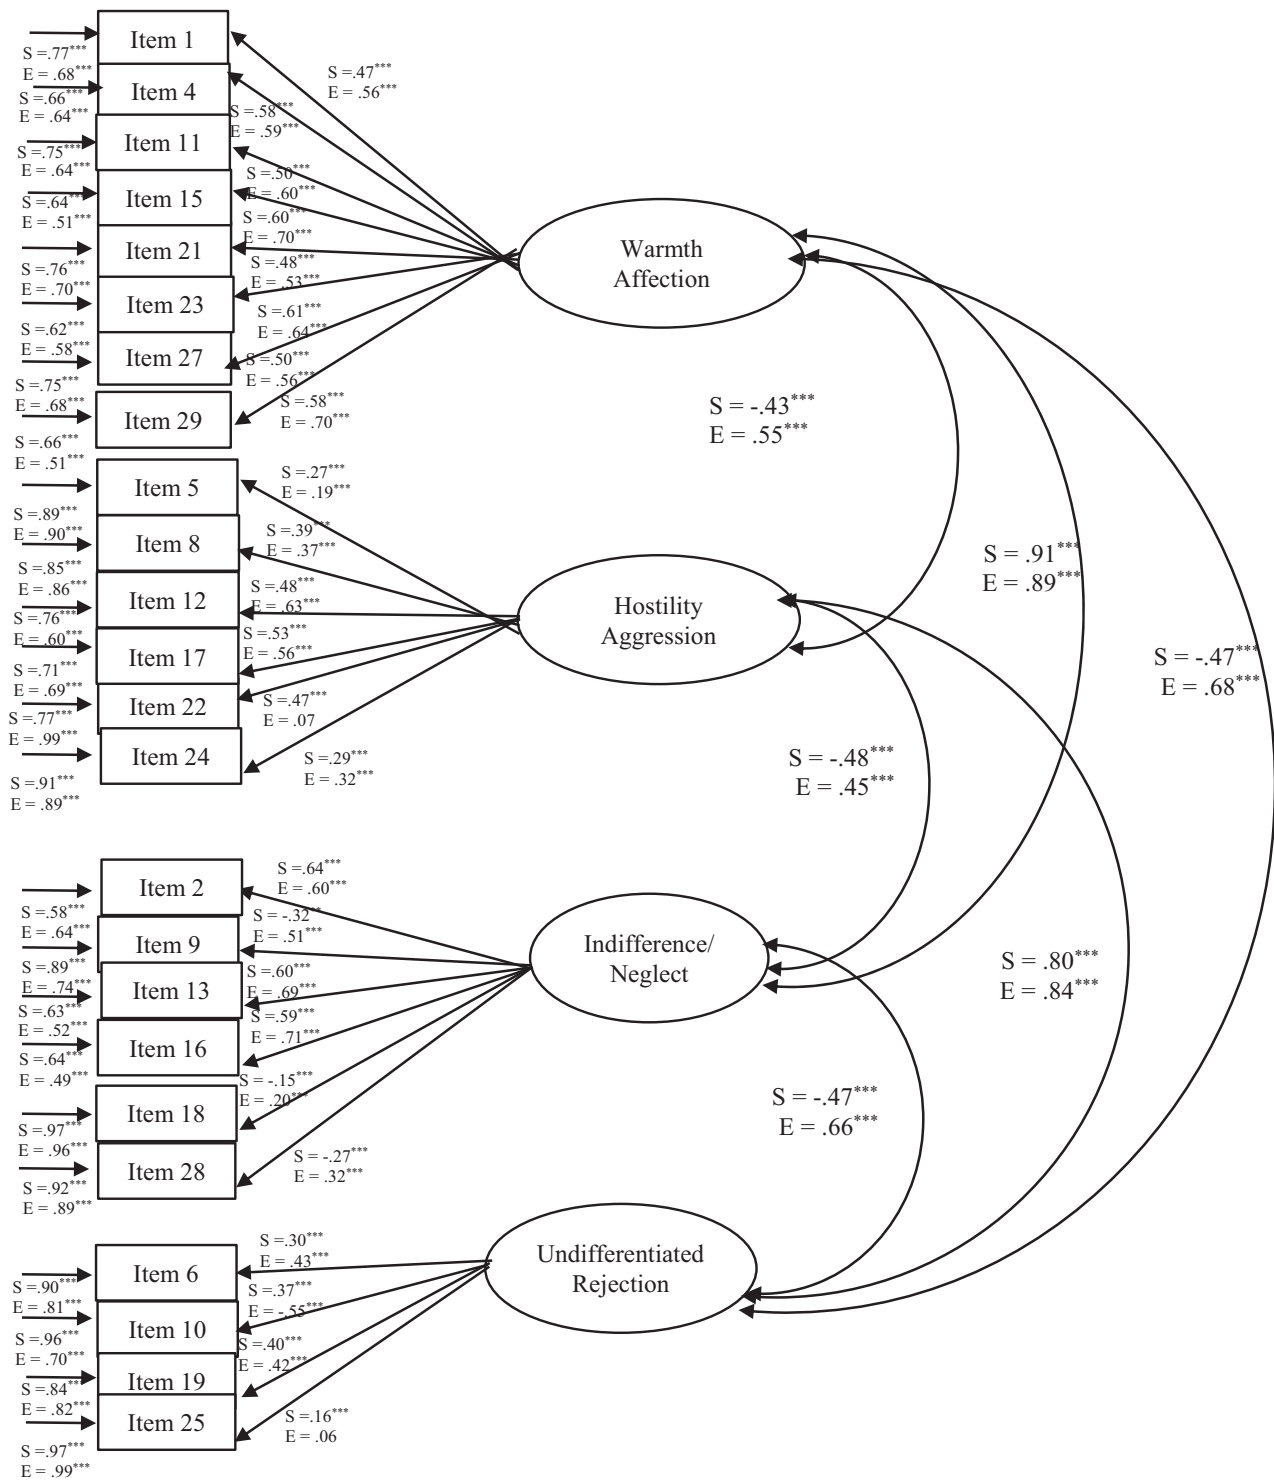 Item 1
S =.77***
E = .68***
S =.47***
E = .56***
Item 4
S =.66***
E = .64***
S =.58***
E = .59***
Item 11
S =.75***
E = .64***
S =.50***
E = .60***
Item 15
S =.64***
E = .51***
S =.60***
E = .70***
Item 21
S =.76***
E = .70***
S =.48***
E = .53***
Item 23
S =.62***
E = .58***
S =.61***
E = .64***
Item 27
S =.75***
E = .68***
S =.50***
E = .56***
Item 29
S =.66***
E = .51***
S =.58***
E = .70***
Warmth
Affection
Item 5
S =.89***
E = .90***
S =.27***
E = .19***
Item 8
S =.85***
E = .86***
S =.39***
E = .37***
Item 12
S =.76***
E = .60***
S =.48***
E = .63***
Item 17
S =.71***
E = .69***
S =.53***
E = .56***
Item 22
S =.77***
E = .99***
S =.47***
E = .07
Item 24
S =.91***
E = .89***
S =.29***
E = .32***
Hostility
Aggression
S = -.43***
E = .55***
S = .91***
E = .89***
S = -.47***
E = .68***
S = -.48***
E = .45***
Item 2
S =.58***
E = .64***
S =.64***
E = .60***
Item 9
S =.89***
E = .74***
S = -.32**
E = .51***
Item 13
S =.63***
E = .52***
S =.60***
E = .69***
Item 16
S =.64***
E = .49***
S =.59***
E = .71***
Item 18
S =.97***
E = .96***
S = -.15***
E = .20***
Item 28
S =.92***
E = .89***
S = -.27***
E = .32***
Indifference/
Neglect
S = .80***
E = .84***
S = -.47***
E = .66***
Item 6
S =.90***
E = .81***
S =.30***
E = .43***
Item 10
S =.96***
E = .70***
S =.37***
E = -.55***
Item 19
S =.84***
E = .82***
S =.40***
E = .42***
Item 25
S =.97***
E = .99***
S =.16***
E = .06
Undifferentiated
Rejection